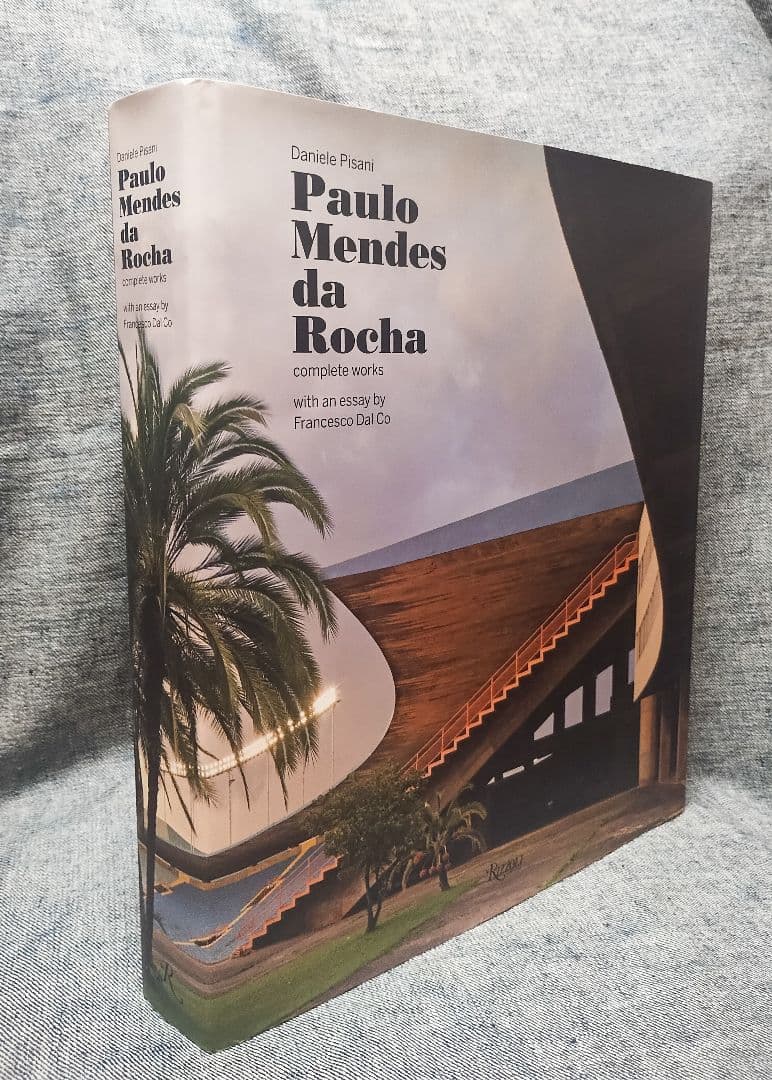 Daniele Pisani
Paulo
Mendes
da
Rocha
complete works
with an essay by
Francesco Dal Co
Daniele Pisani
Paulo
Mendes
da
Rocha
complete works
with an essay by
Francesco Dal Co
RIZZOLI
R